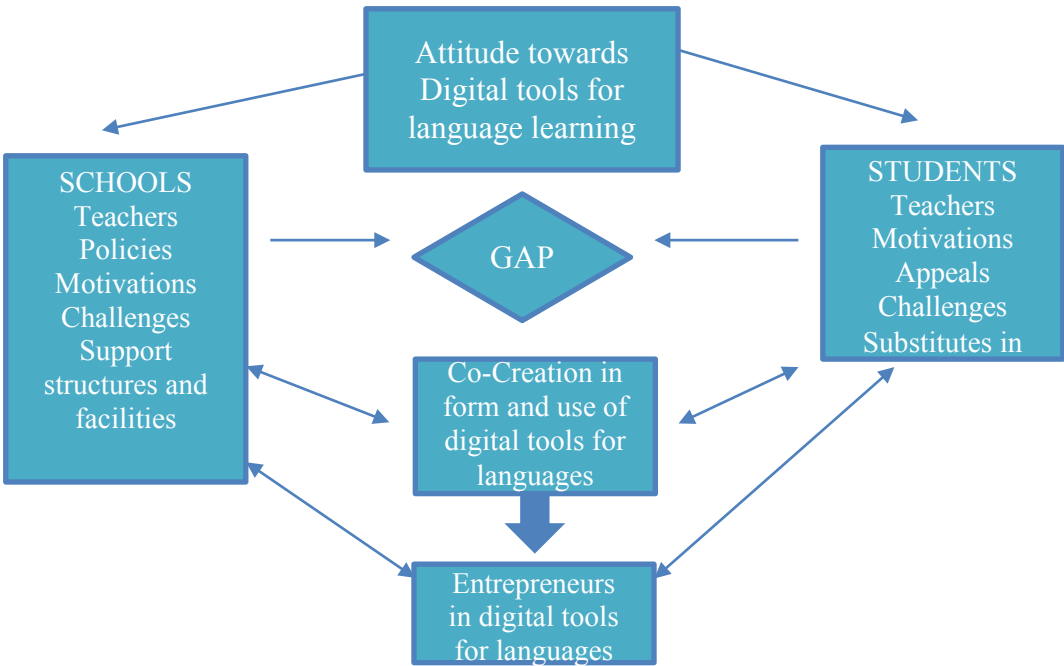 Attitude towards
Digital tools for
language learning
SCHOOLS
Teachers
Policies
Motivations
Challenges
Support
structures and
facilities
GAP
STUDENTS
Teachers
Motivations
Appeals
Challenges
Substitutes in
Co-Creation in
form and use of
digital tools for
languages
Entrepreneurs
in digital tools
for languages